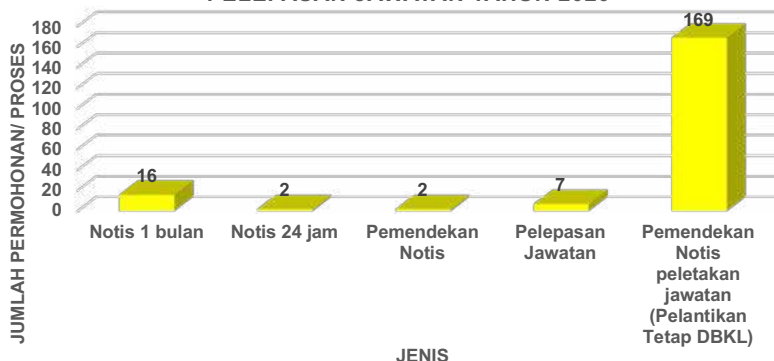 JUMLAH PERMOHONAN/ PROSES
180
160
140
120
100
80
60
40
20
0
16
2
2
7
169
Notis 1 bulan
Notis 24 jam
Pemendekan
Notis
Pelepasan
Jawatan
Pemendekan
Notis
peletakan
jawatan
(Pelantikan
Tetap DBKL)
JENIS